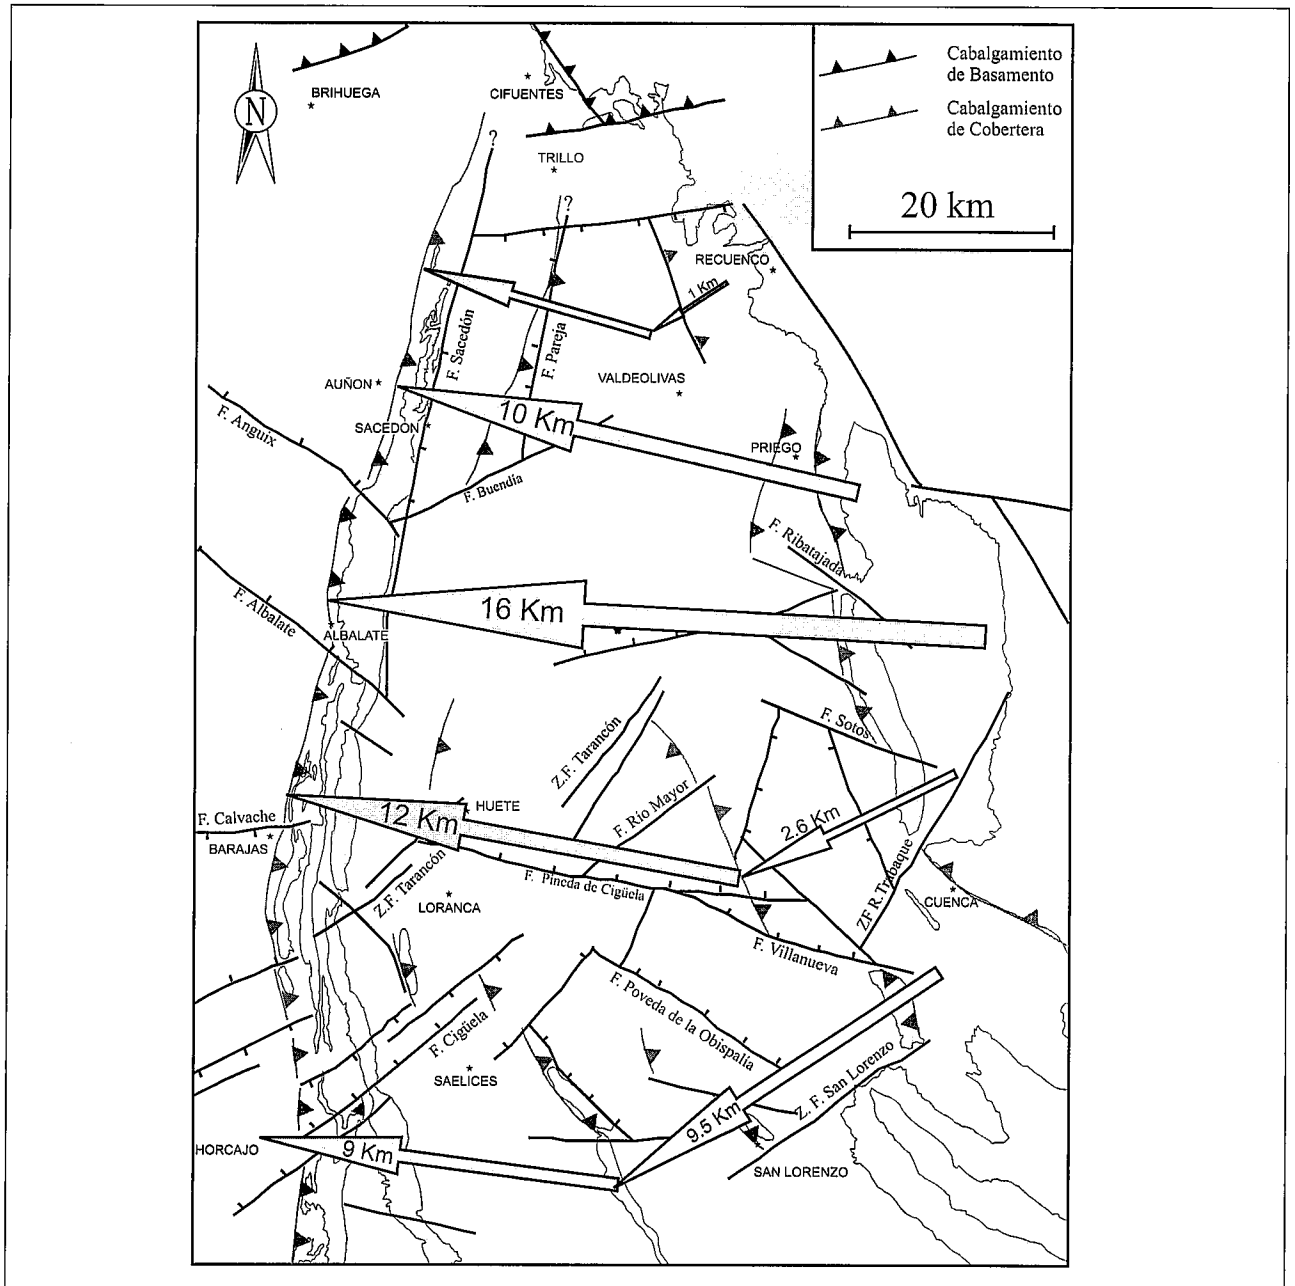 Cabalgamiento
de Basamento
Cabalgamiento
de Cobertera
20 km
N
BRIHUEGA
CIFUENTES
?
TRILLO
?
RECUENCO
1 Km
F. Sacedón
F. Pareja
AUÑON
VALDEOLIVAS
F. Anguix
SACEDÓN
10 Km
PRIEGO
F. Buendía
F. Ribatajada
F. Albalate
16 Km
ALBALATE
Z.F. Tarancón
F. Sotos
F. Calvache
12 Km
HUETE
F. Río Mayor
2.6 Km
BARAJAS
Z.F. Tarancón
F. Pineda de Cigüela
ZF R. Trabaque
LORANCA
CUENCA
F. Villanueva
F. Poveda de la Obispalía
F. Cigüela
SAELICES
Z. F. San Lorenzo
9.5 Km
HORCAJO
9 Km
SAN LORENZO